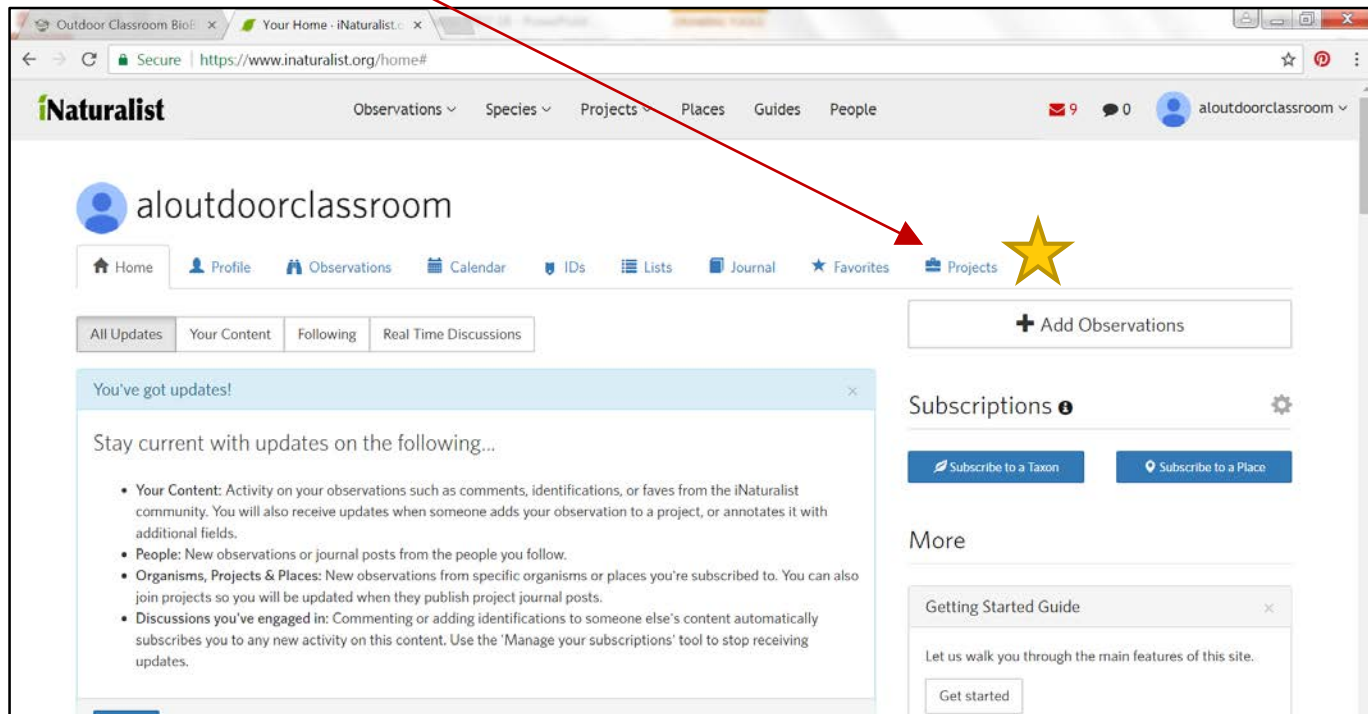 Outdoor Classroom Bio
Your Home · iNaturalist.
Secure | https://www.inaturalist.org/home#
iNaturalist Observations Species Projects Places Guides People 9 0 aloutdoorclassroom
aloutdoorclassroom
Home Profile Observations Calendar IDs Lists Journal Favorites Projects
All Updates Your Content Following Real Time Discussions
+ Add Observations
You've got updates! ×
Subscriptions
Stay current with updates on the following...
Subscribe to a Taxon Subscribe to a Place
• Your Content: Activity on your observations such as comments, identifications, or faves from the iNaturalist
community. You will also receive updates when someone adds your observation to a project, or annotates it with
additional fields.
• People: New observations or journal posts from the people you follow.
• Organisms, Projects & Places: New observations from specific organisms or places you're subscribed to. You can also
join projects so you will be updated when they publish project journal posts.
• Discussions you've engaged in: Commenting or adding identifications to someone else's content automatically
subscribes you to any new activity on this content. Use the 'Manage your subscriptions' tool to stop receiving
updates.
More
Getting Started Guide ×
Let us walk you through the main features of this site.
Get started